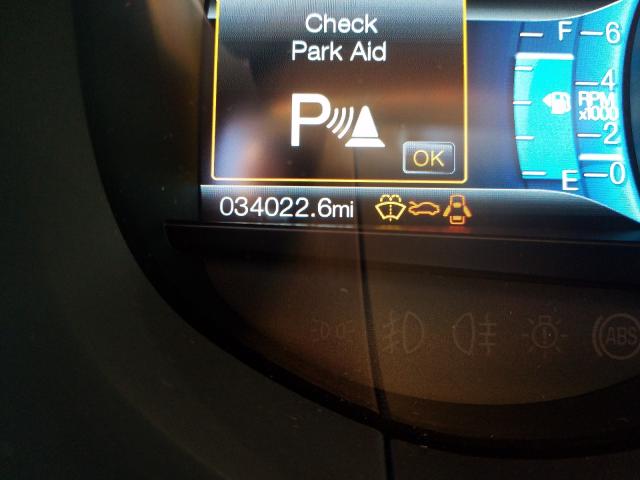 Check
Park Aid
P
OK
034022.6mi
F
E
6
4
RPM
x1000
2
0
ABS